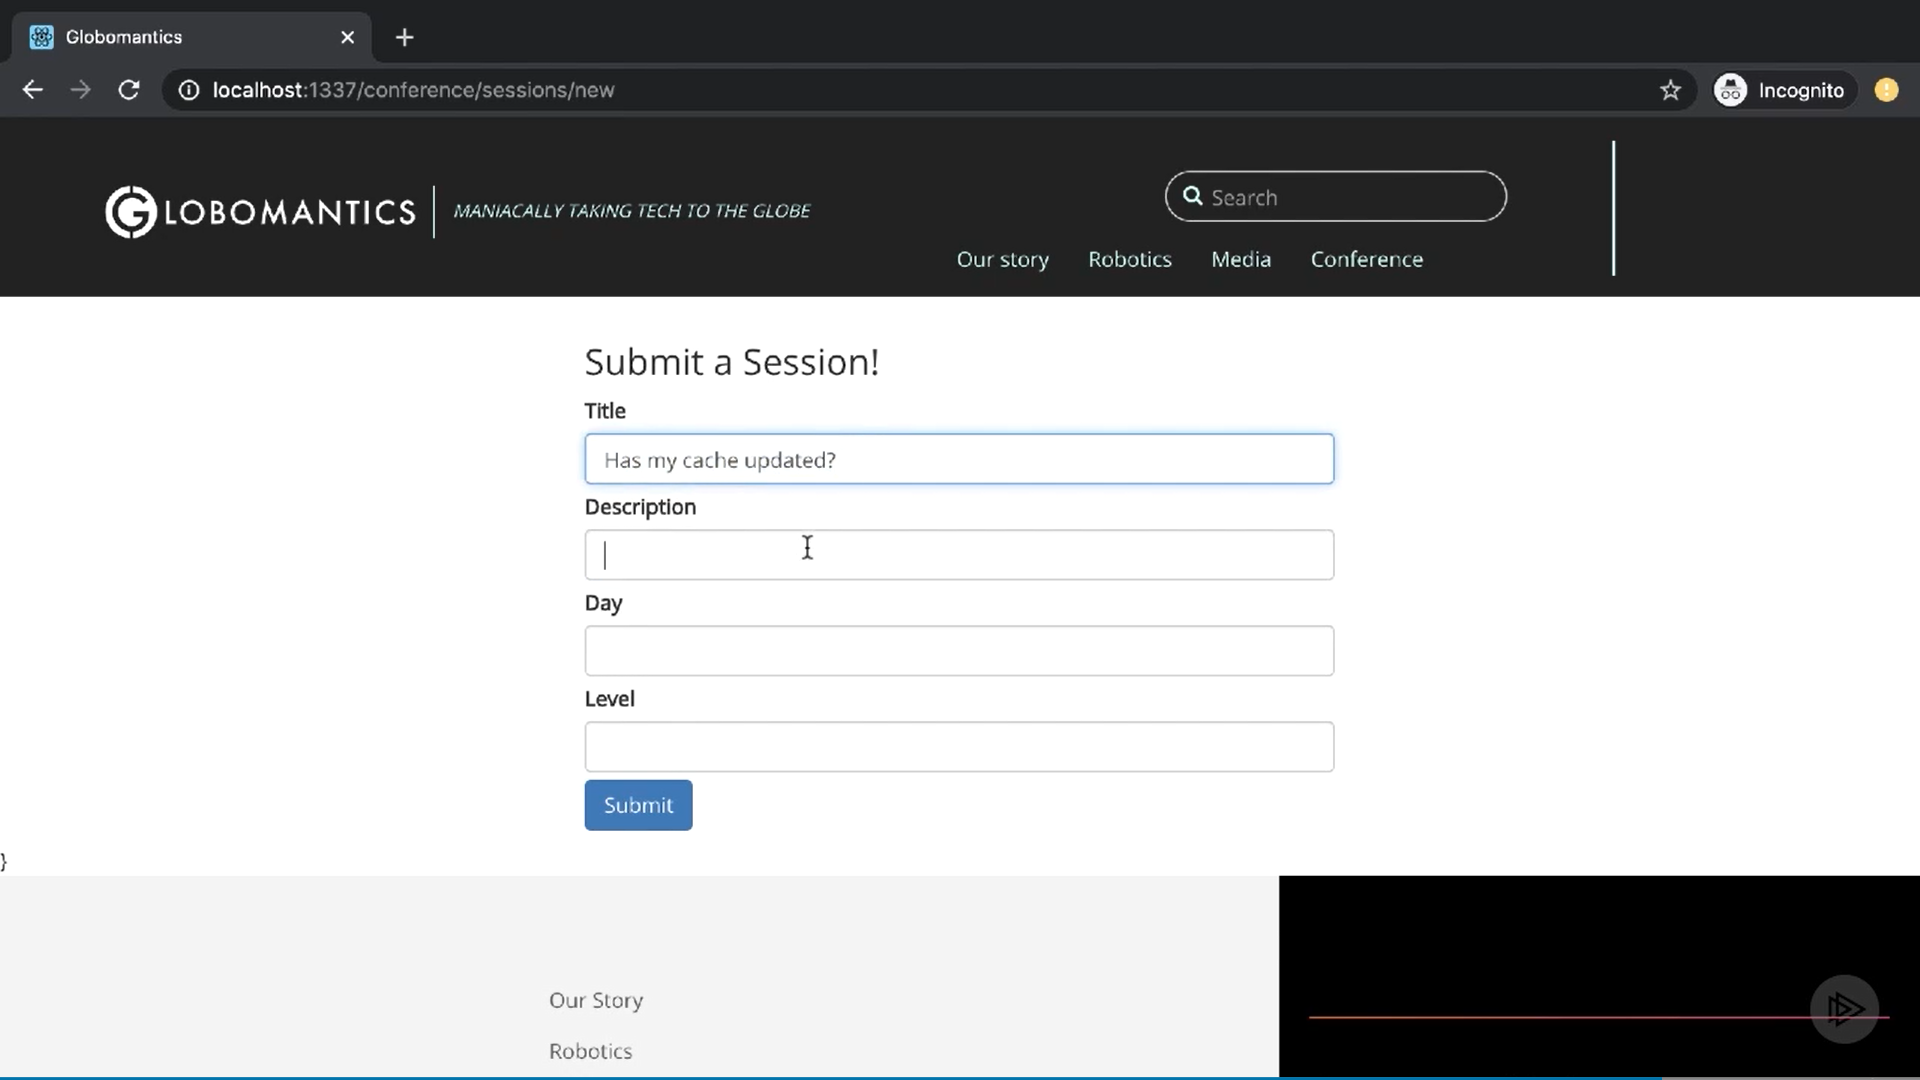 Globomantics
localhost:1337/conference/sessions/new
Incognito
GLOBOMANTICS
MANIACALLY TAKING TECH TO THE GLOBE
Search
Our story Robotics Media Conference
Submit a Session!
Title
Has my cache updated?
Description
Day
Level
Submit
}
Our Story
Robotics